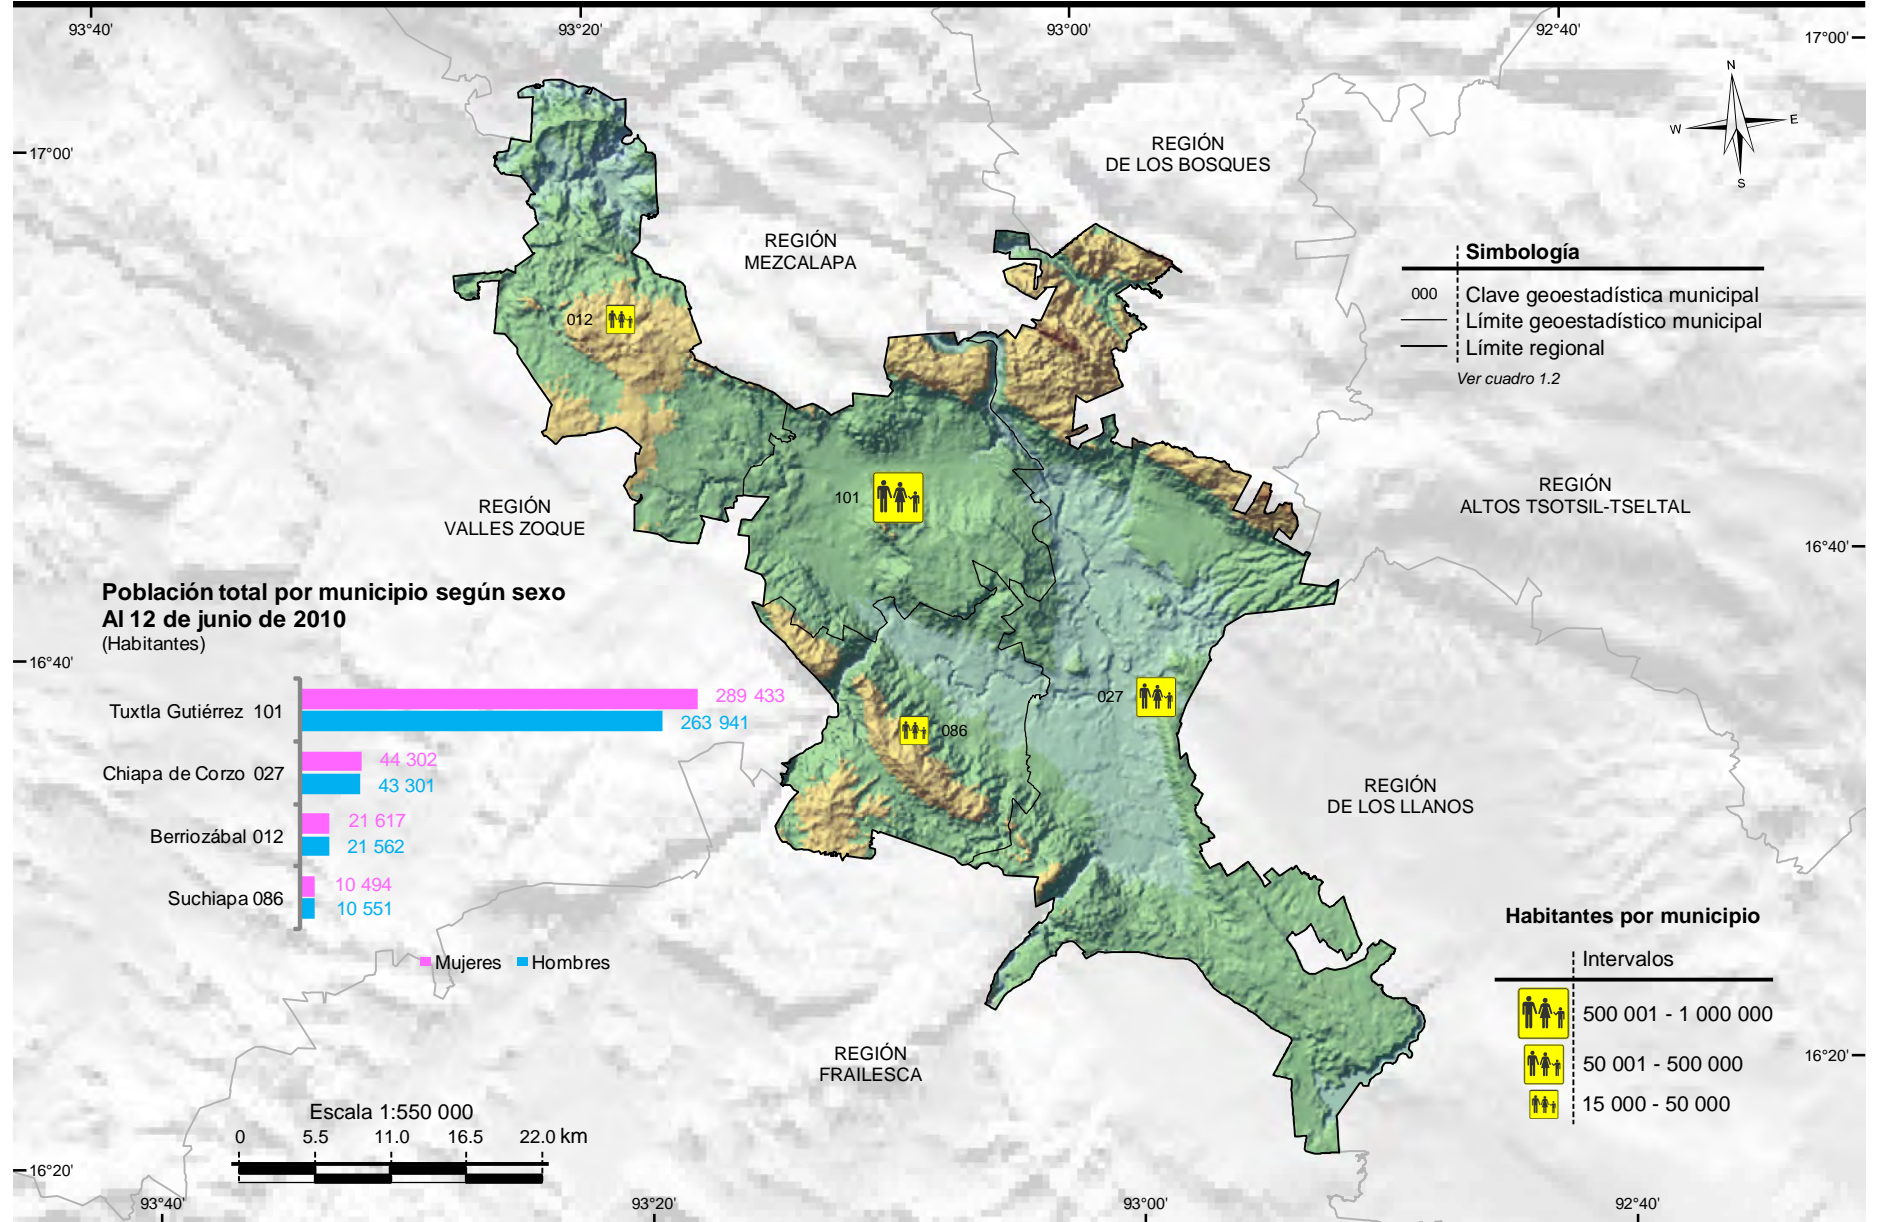 93°40'
93°20'
93°00'
92°40'
17°00'
N
W
E
S
17°00'
REGIÓN
DE LOS BOSQUES
REGIÓN
MEZCALAPA
Simbología
000 Clave geoestadística municipal
Límite geoestadístico municipal
Límite regional
Ver cuadro 1.2
012
101
REGIÓN
VALLES ZOQUE
REGIÓN
ALTOS TSOTSIL-TSELTAL
16°40'
Población total por municipio según sexo
Al 12 de junio de 2010
(Habitantes)
16°40'
Tuxtla Gutiérrez 101
289 433
263 941
Chiapa de Corzo 027
44 302
43 301
Berriozábal 012
21 617
21 562
Suchiapa 086
10 494
10 551
Mujeres Hombres
027
086
REGIÓN
DE LOS LLANOS
Habitantes por municipio
Intervalos
500 001 - 1 000 000
50 001 - 500 000
15 000 - 50 000
REGIÓN
FRAILESCA
16°20'
Escala 1:550 000
0 5.5 11.0 16.5 22.0 km
16°20'
93°40'
93°20'
93°00'
92°40'